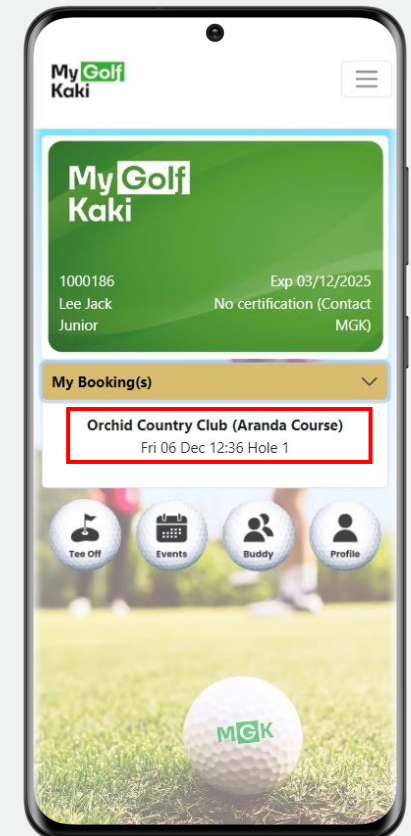 My Golf
Kaki
My Golf
Kaki
1000186
Exp 03/12/2025
Lee Jack
No certification (Contact
Junior
MGK)
My Booking(s)
Orchid Country Club (Aranda Course)
Fri 06 Dec 12:36 Hole 1
Tee Off
Events
Buddy
Profile
MGK